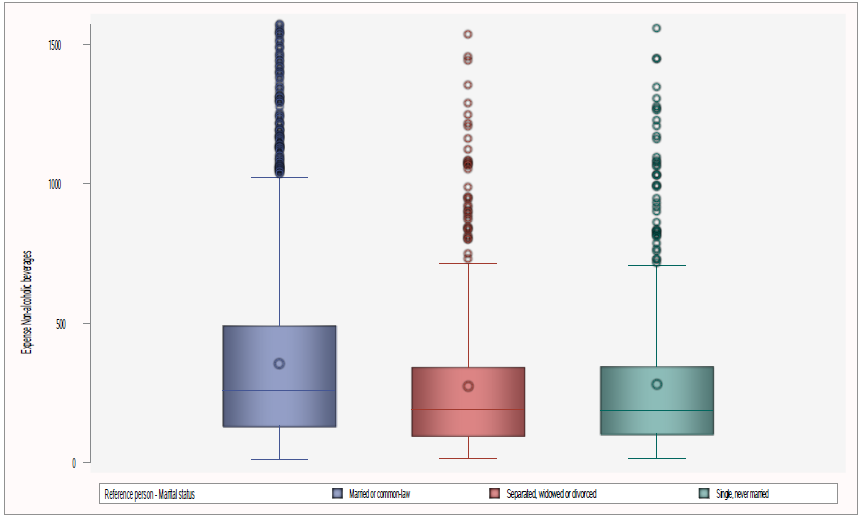 1500
1000
500
0
Expense Non-alcoholic beverages
Reference person - Marital status
Married or common-law
Separated, widowed or divorced
Single, never married